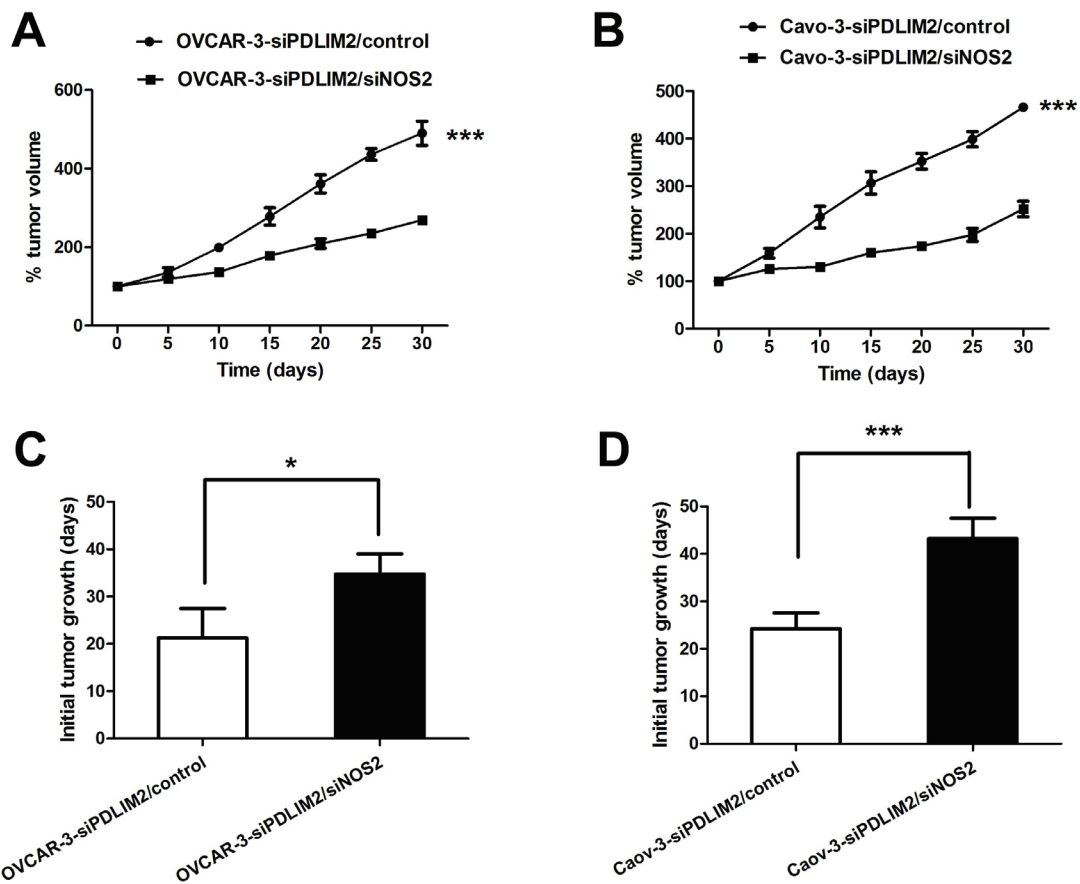 A
OVCAR-3-siPDLIM2/control
OVCAR-3-siPDLIM2/siNOS2
% tumor volume
600
400
200
0
***
0 5 10 15 20 25 30
Time (days)
B
Cavo-3-siPDLIM2/control
Cavo-3-siPDLIM2/siNOS2
% tumor volume
500
400
300
200
100
0
***
0 5 10 15 20 25 30
Time (days)
C
*
Initial tumor growth (days)
50
40
30
20
10
0
OVCAR-3-siPDLIM2/control
OVCAR-3-siPDLIM2/siNOS2
D
***
Initial tumor growth (days)
50
40
30
20
10
0
Caov-3-siPDLIM2/control
Caov-3-siPDLIM2/siNOS2